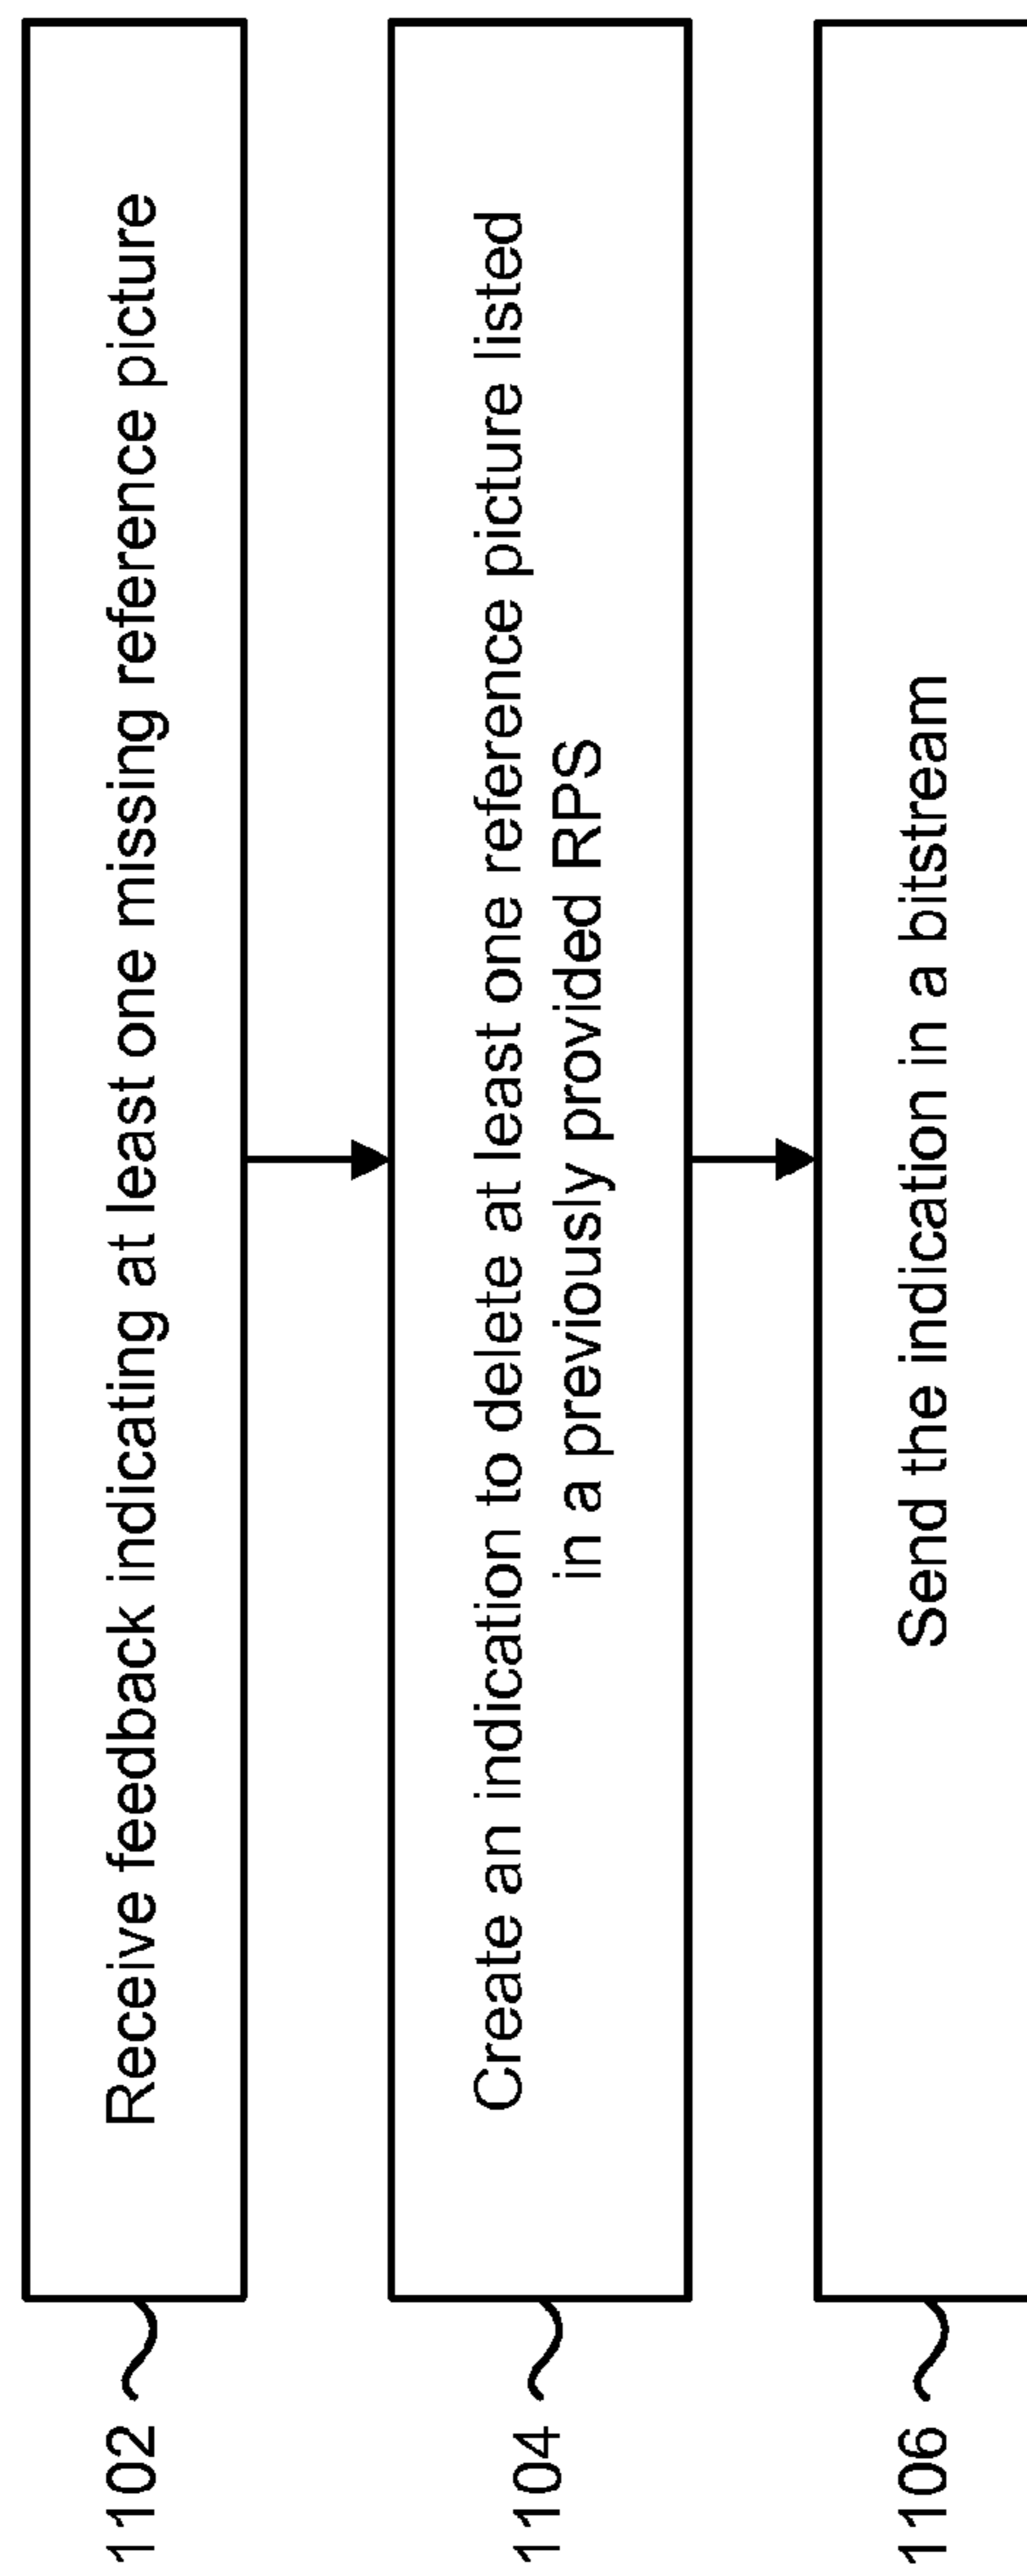 1102
Receive feedback indicating at least one missing reference picture
1104
Create an indication to delete at least one reference picture listed
in a previously provided RPS
1106
Send the indication in a bitstream